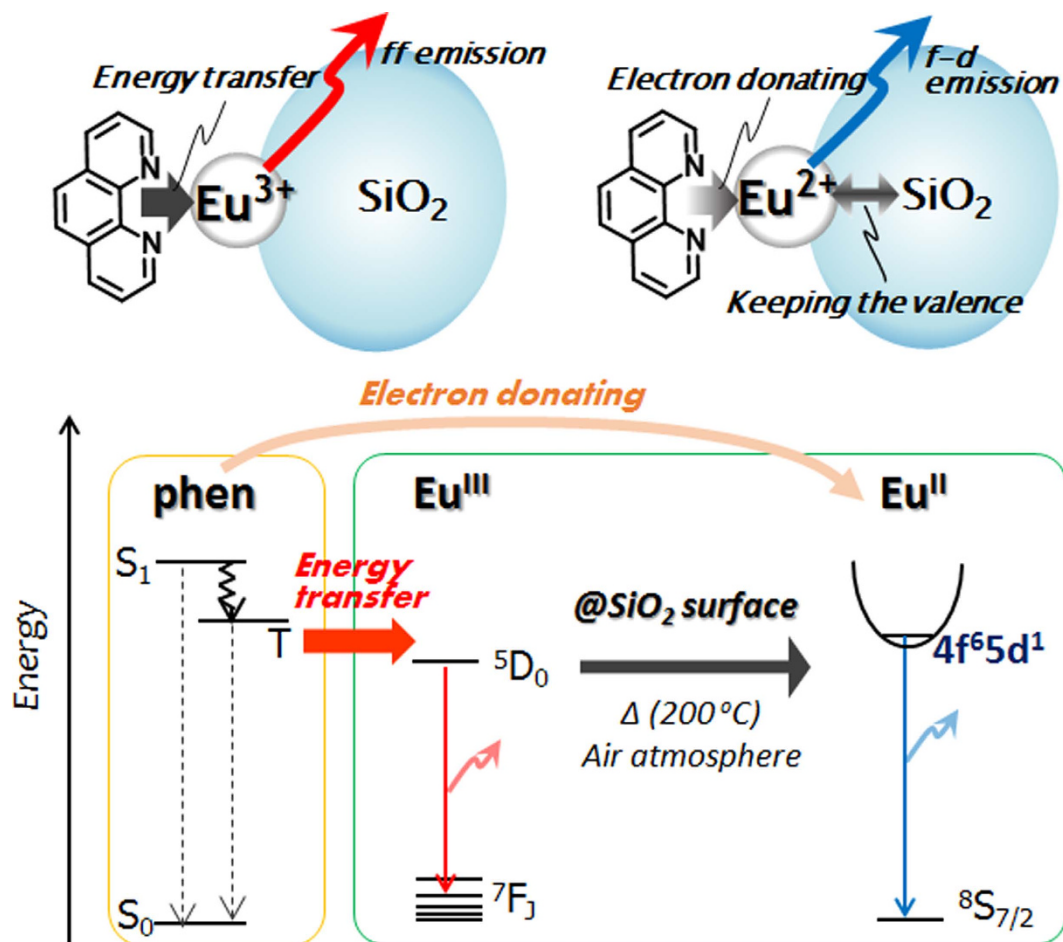 ff emission
Energy transfer
N
N
Eu³⁺
SiO₂
f-d emission
Electron donating
N
N
Eu²⁺
SiO₂
Keeping the valence
Electron donating
Energy
phen
Euᴵᴵᴵ
Euᴵᴵ
S₁
T
S₀
Energy
transfer
⁵D₀
⁷Fⱼ
@SiO₂ surface
Δ (200 °C)
Air atmosphere
4f⁶5d¹
⁸S₇/₂